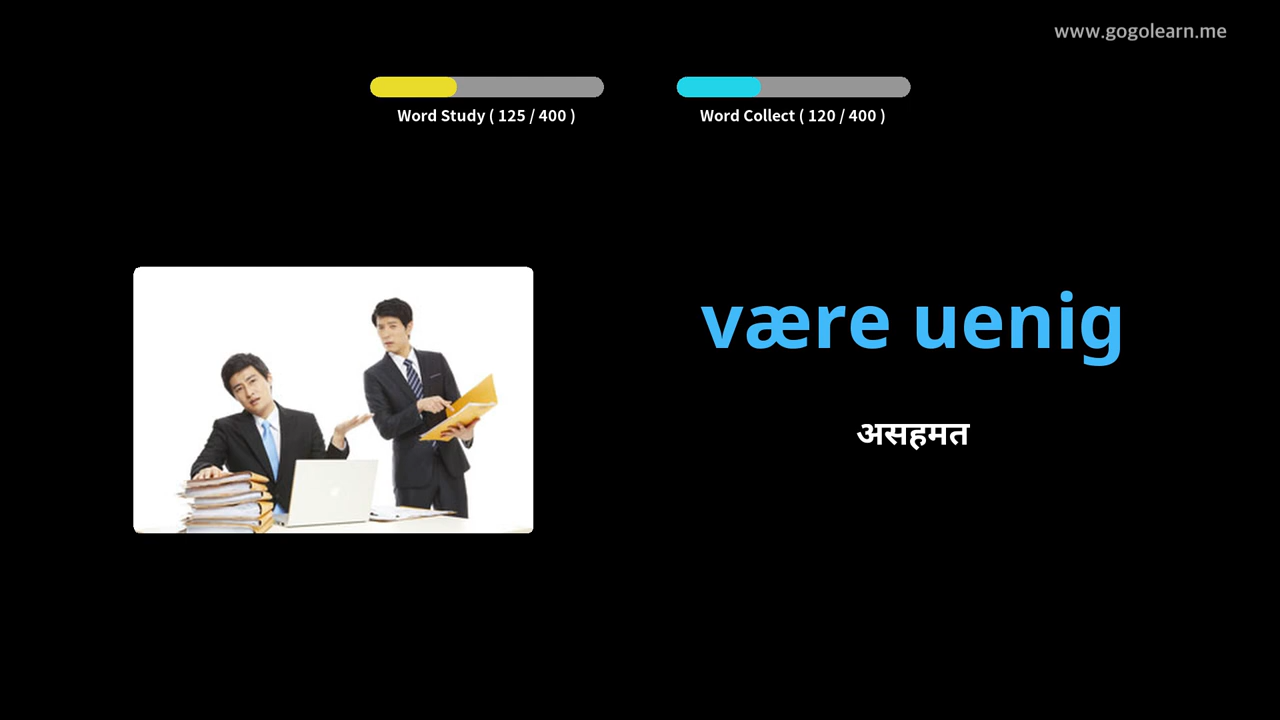 www.gogolearn.me
Word Study ( 125 / 400 )
Word Collect ( 120 / 400 )
være uenig
असहमत